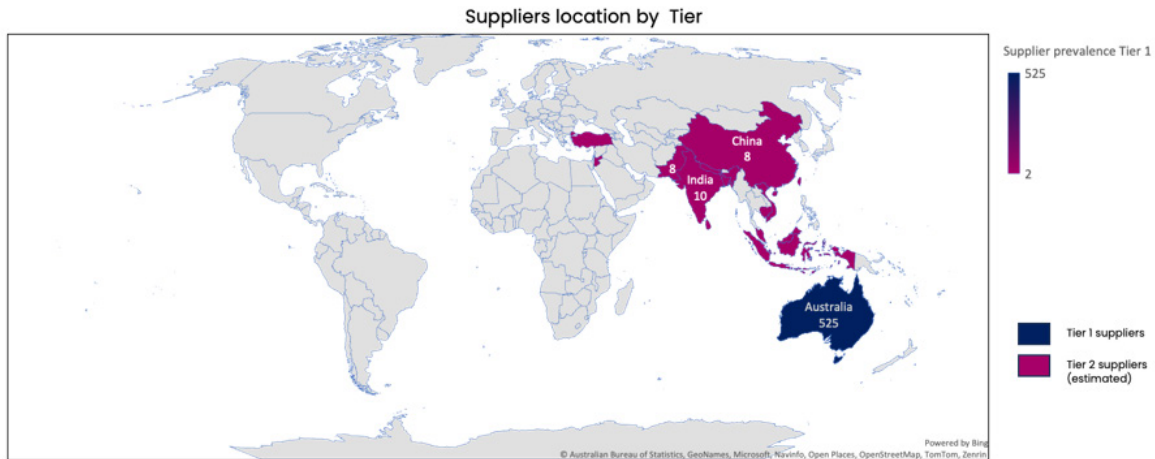 Suppliers location by Tier
Supplier prevalence Tier 1
525
2
China
8
8
India
10
Australia
525
Tier 1 suppliers
Tier 2 suppliers
(estimated)
Powered by Bing
© Australian Bureau of Statistics, GeoNames, Microsoft, Navinfo, Open Places, OpenStreetMap, TomTom, Zenrin